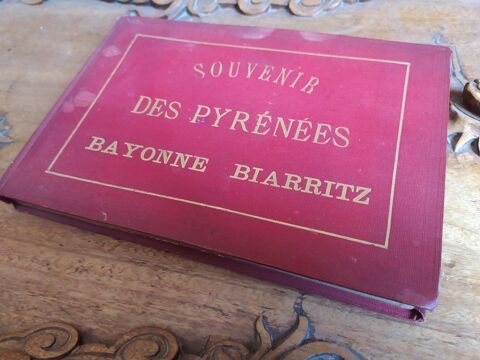 SOUVENIR
DES PYRÉNÉES
BAYONNE BIARRITZ